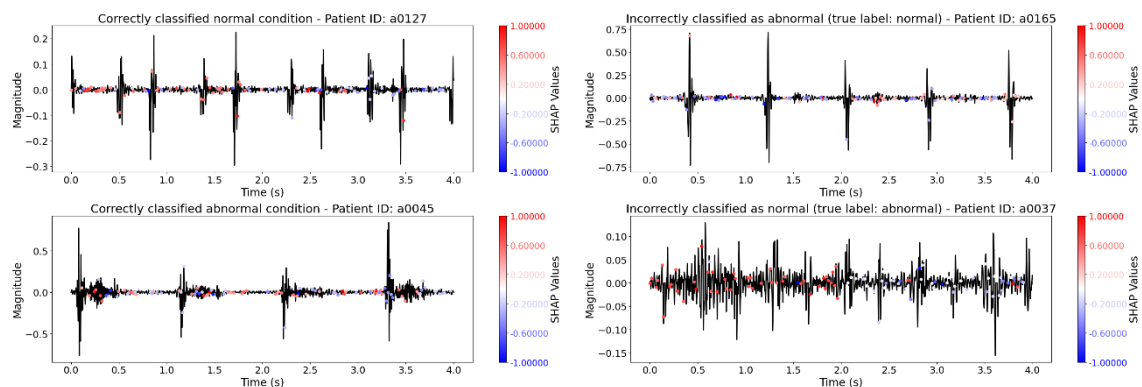 Correctly classified normal condition - Patient ID: a0127
Magnitude
0.2
0.1
0.0
−0.1
−0.2
−0.3
0.0 0.5 1.0 1.5 2.0 2.5 3.0 3.5 4.0
Time (s)
1.00000
0.60000
0.20000
-0.20000
-0.60000
-1.00000
SHAP Values
Incorrectly classified as abnormal (true label: normal) - Patient ID: a0165
Magnitude
0.75
0.50
0.25
0.00
−0.25
−0.50
−0.75
0.0 0.5 1.0 1.5 2.0 2.5 3.0 3.5 4.0
Time (s)
1.00000
0.60000
0.20000
-0.20000
-0.60000
-1.00000
SHAP Values
Correctly classified abnormal condition - Patient ID: a0045
Magnitude
0.5
0.0
−0.5
0.0 0.5 1.0 1.5 2.0 2.5 3.0 3.5 4.0
Time (s)
1.00000
0.60000
0.20000
-0.20000
-0.60000
-1.00000
SHAP Values
Incorrectly classified as normal (true label: abnormal) - Patient ID: a0037
Magnitude
0.10
0.05
0.00
−0.05
−0.10
−0.15
0.0 0.5 1.0 1.5 2.0 2.5 3.0 3.5 4.0
Time (s)
1.00000
0.60000
0.20000
-0.20000
-0.60000
-1.00000
SHAP Values